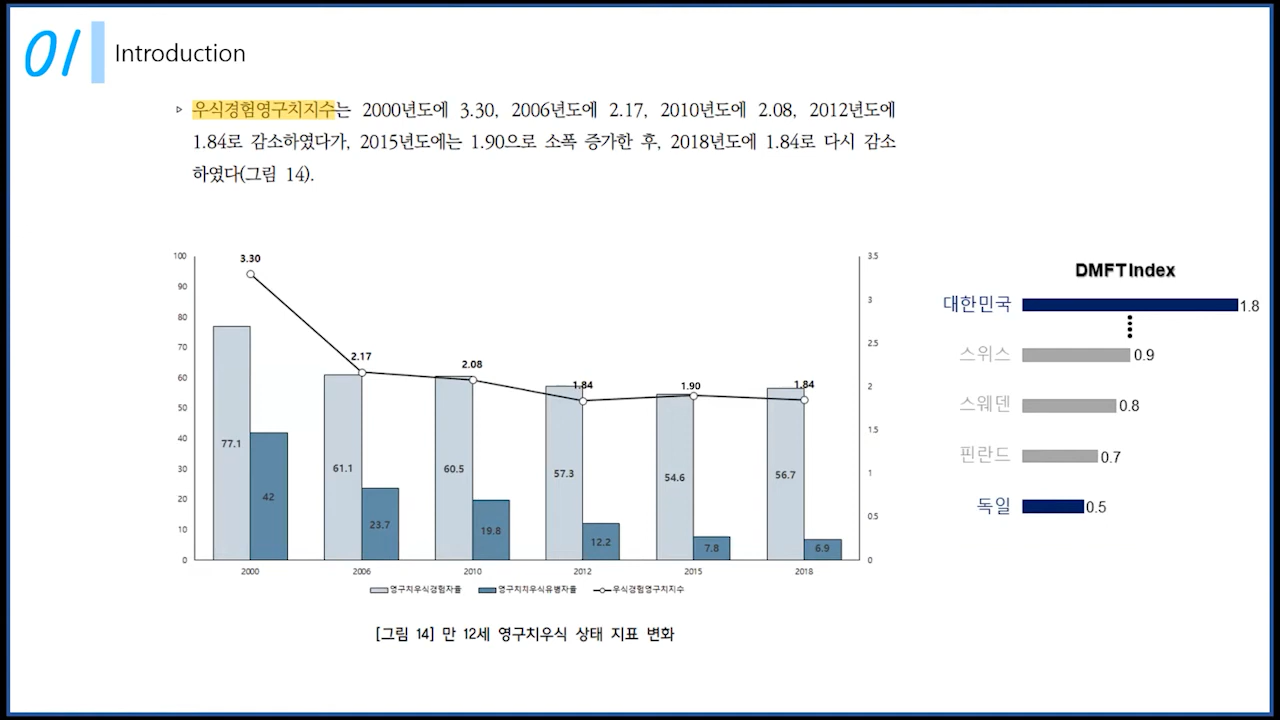 01
Introduction
▷ 우식경험영구치지수는 2000년도에 3.30, 2006년도에 2.17, 2010년도에 2.08, 2012년도에
1.84로 감소하였다가, 2015년도에는 1.90으로 소폭 증가한 후, 2018년도에 1.84로 다시 감소
하였다(그림 14).
100
90
80
70
60
50
40
30
20
10
0
3.30
2.17
2.08
1.84
1.90
1.84
77.1
42
61.1
23.7
60.5
19.8
57.3
12.2
54.6
7.8
56.7
6.9
3.5
3
2.5
2
1.5
1
0.5
0
2000 2006 2010 2012 2015 2018
영구치우식경험자율 영구치치우식유병자율 우식경험영구치지수
[그림 14] 만 12세 영구치우식 상태 지표 변화
DMFT Index
대한민국 1.8
스위스 0.9
스웨덴 0.8
핀란드 0.7
독일 0.5